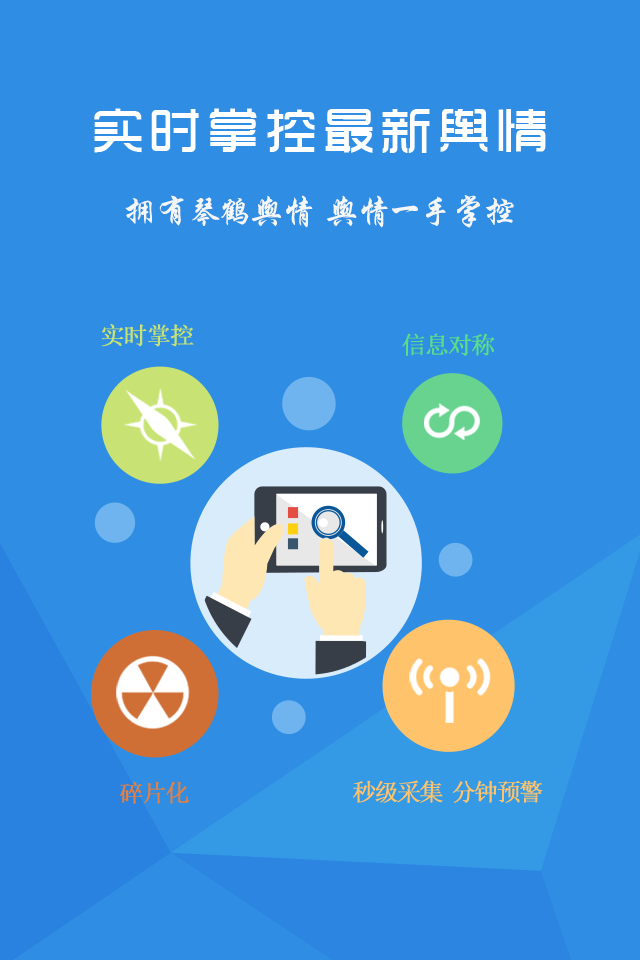 实时掌控最新舆情
拥有琴鹤舆情 舆情一手掌控
实时掌控
信息对称
碎片化
秒级采集 分钟预警